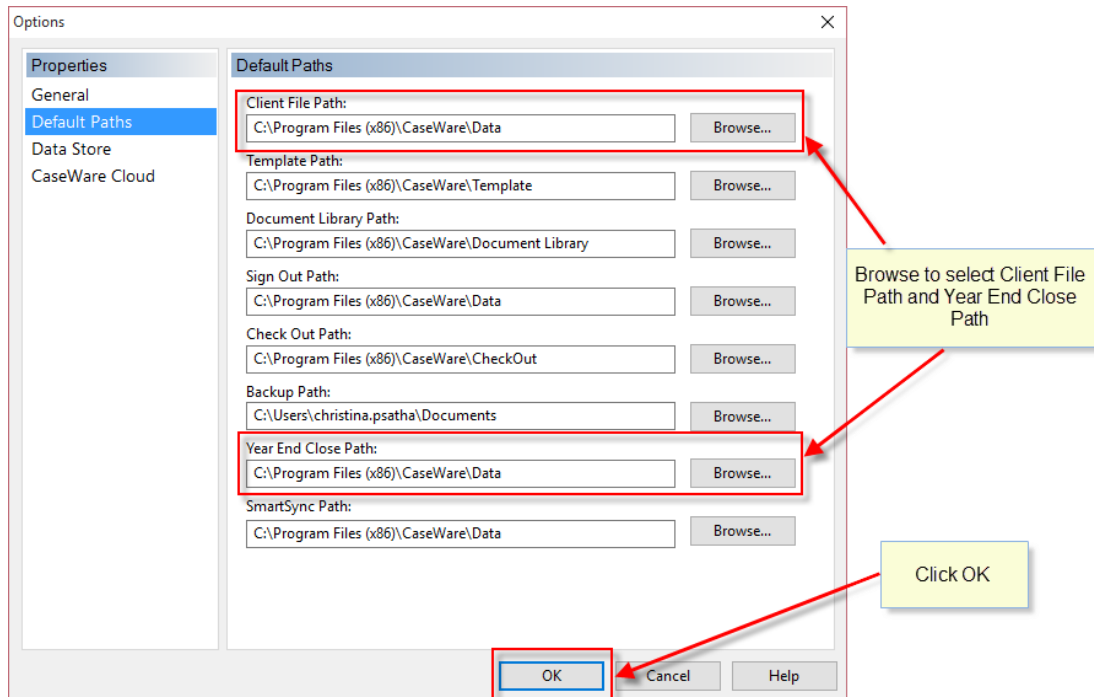 Options
Properties
General
Default Paths
Data Store
CaseWare Cloud
Default Paths
Client File Path:
C:\Program Files (x86)\CaseWare\Data
Browse...
Template Path:
C:\Program Files (x86)\CaseWare\Template
Browse...
Document Library Path:
C:\Program Files (x86)\CaseWare\Document Library
Browse...
Sign Out Path:
C:\Program Files (x86)\CaseWare\Data
Browse...
Check Out Path:
C:\Program Files (x86)\CaseWare\CheckOut
Browse...
Backup Path:
C:\Users\christina.psatha\Documents
Browse...
Year End Close Path:
C:\Program Files (x86)\CaseWare\Data
Browse...
SmartSync Path:
C:\Program Files (x86)\CaseWare\Data
Browse...
Browse to select Client File
Path and Year End Close
Path
Click OK
OK
Cancel
Help